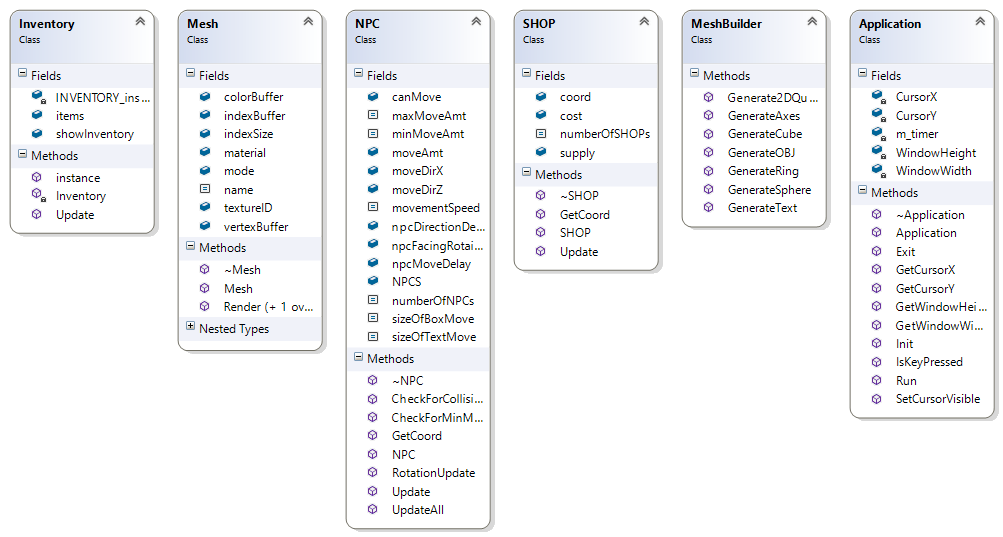 Inventory
Class
Fields
INVENTORY_ins...
items
showInventory
Methods
instance
Inventory
Update
Mesh
Class
Fields
colorBuffer
indexBuffer
indexSize
material
mode
name
textureID
vertexBuffer
Methods
~Mesh
Mesh
Render (+ 1 ov...
Nested Types
NPC
Class
Fields
canMove
maxMoveAmt
minMoveAmt
moveAmt
moveDirX
moveDirZ
movementSpeed
npcDirectionDe...
npcFacingRotai...
npcMoveDelay
NPCS
numberOfNPCs
sizeOfBoxMove
sizeOfTextMove
Methods
~NPC
CheckForCollisi...
CheckForMinM...
GetCoord
NPC
RotationUpdate
Update
UpdateAll
SHOP
Class
Fields
coord
cost
numberOfSHOPs
supply
Methods
~SHOP
GetCoord
SHOP
Update
MeshBuilder
Class
Methods
Generate2DQu...
GenerateAxes
GenerateCube
GenerateOBJ
GenerateRing
GenerateSphere
GenerateText
Application
Class
Fields
CursorX
CursorY
m_timer
WindowHeight
WindowWidth
Methods
~Application
Application
Exit
GetCursorX
GetCursorY
GetWindowHei...
GetWindowWi...
Init
IsKeyPressed
Run
SetCursorVisible